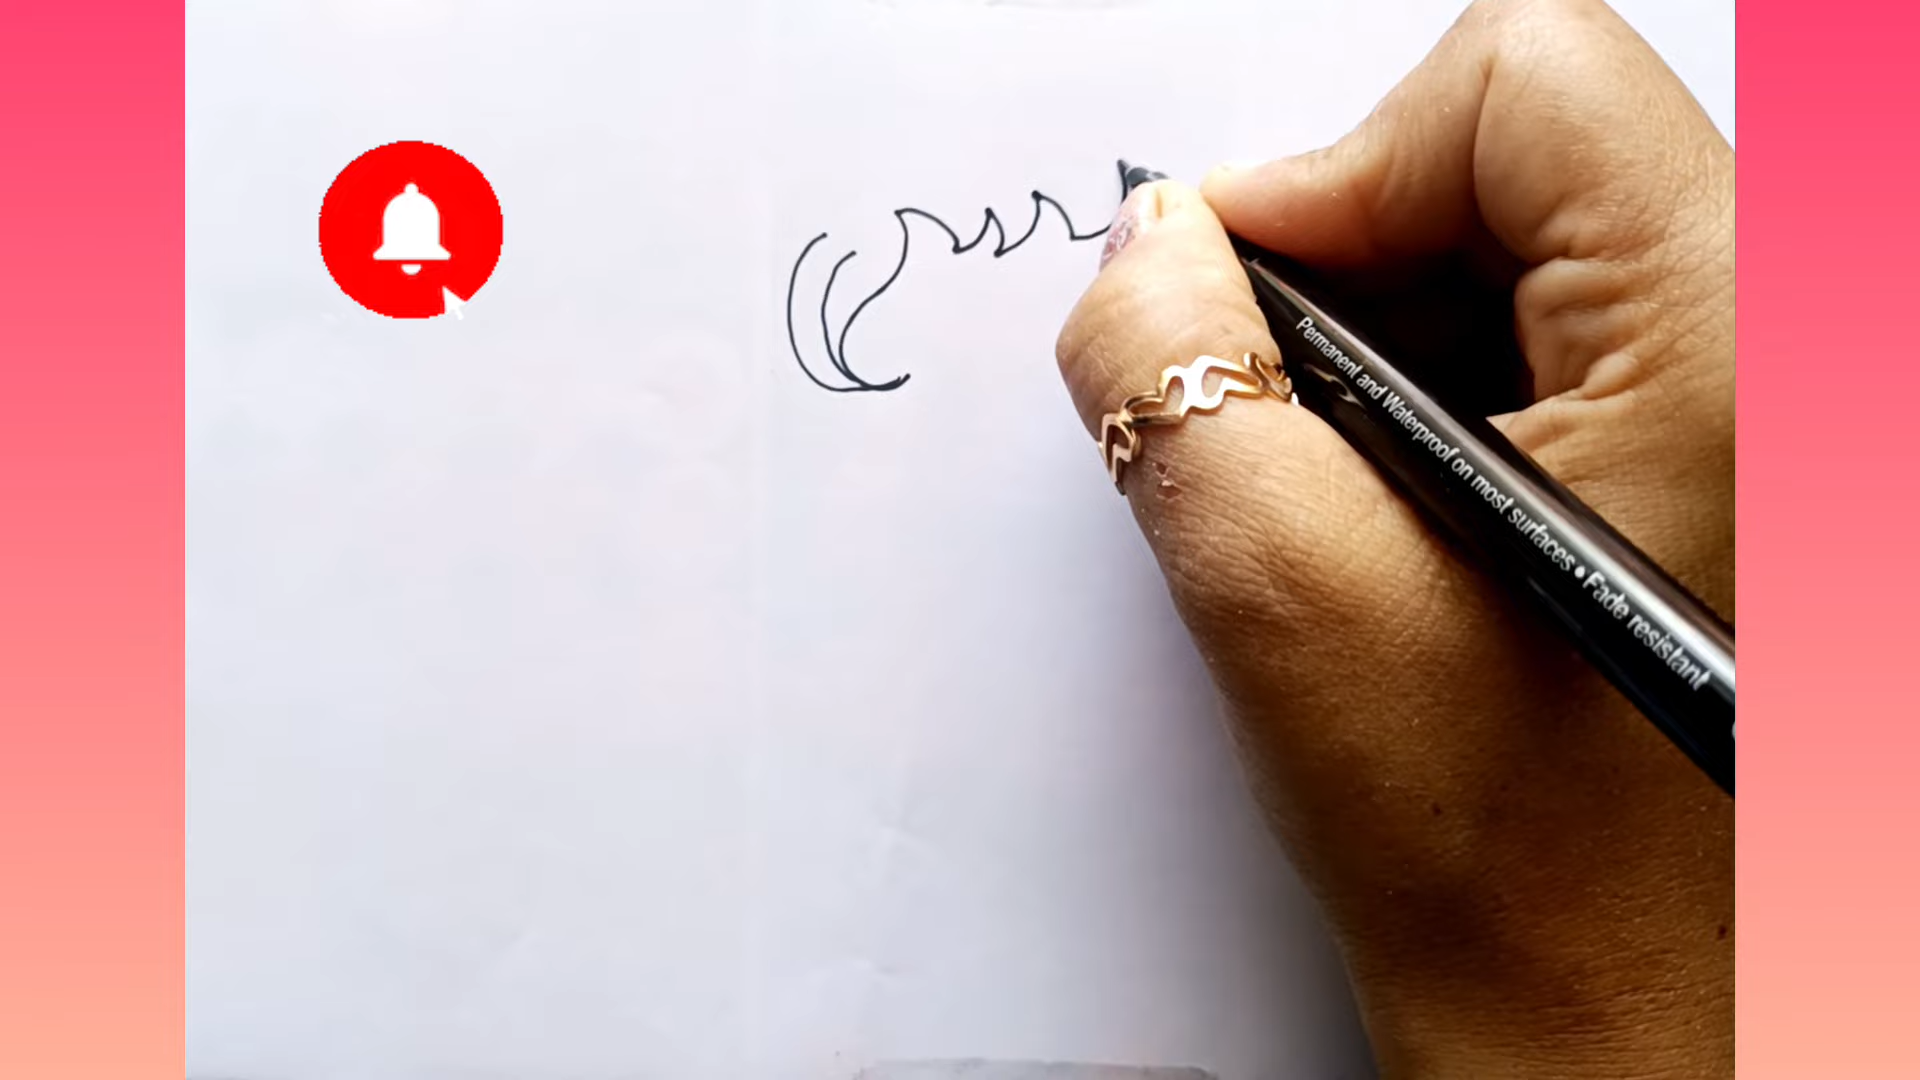 Permanent and Waterproof on most surfaces • Fade resistant